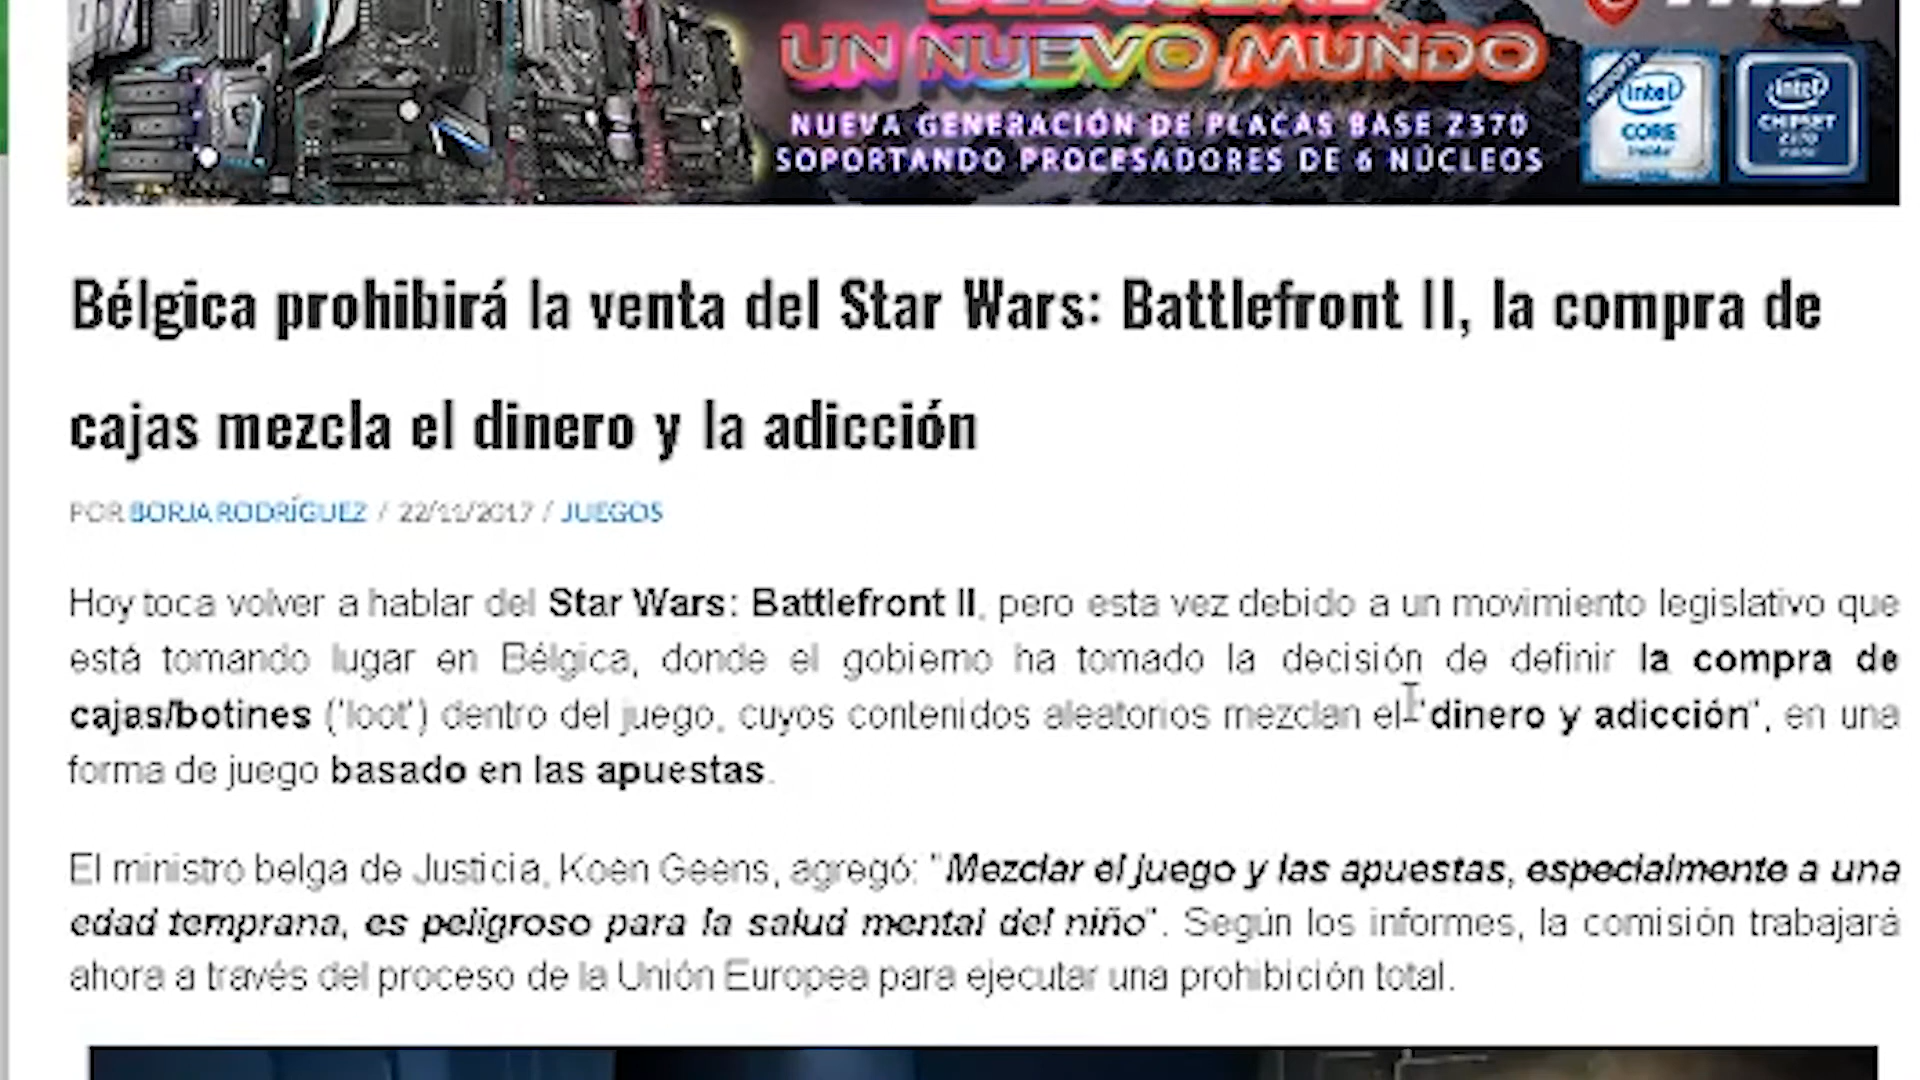 UN NUEVO MUNDO
NUEVA GENERACIÓN DE PLACAS BASE Z370
SOPORTANDO PROCESADORES DE 6 NÚCLEOS
intel
CORE
inside
intel
CHIPSET
Z370
Bélgica prohibirá la venta del Star Wars: Battlefront II, la compra de
cajas mezcla el dinero y la adicción
POR BORJA RODRÍGUEZ / 22/11/2017 / JUEGOS
Hoy toca volver a hablar del Star Wars: Battlefront II, pero esta vez debido a un movimiento legislativo que
está tomando lugar en Bélgica, donde el gobierno ha tomado la decisión de definir la compra de
cajas/botines ('loot') dentro del juego, cuyos contenidos aleatorios mezclan el "dinero y adicción", en una
forma de juego basado en las apuestas.
El ministro belga de Justicia, Koen Geens, agregó: "Mezclar el juego y las apuestas, especialmente a una
edad temprana, es peligroso para la salud mental del niño". Según los informes, la comisión trabajará
ahora a través del proceso de la Unión Europea para ejecutar una prohibición total.